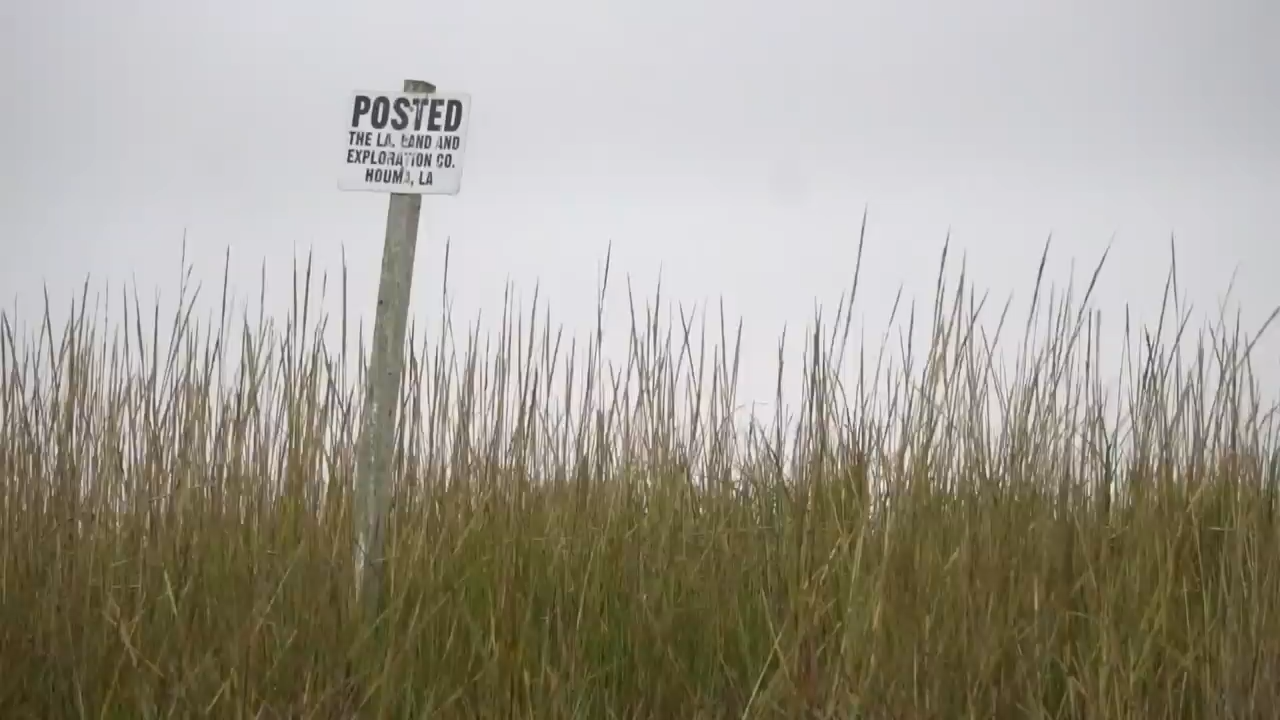 POSTED
THE LA. LAND AND
EXPLORATION CO.
HOUMA, LA